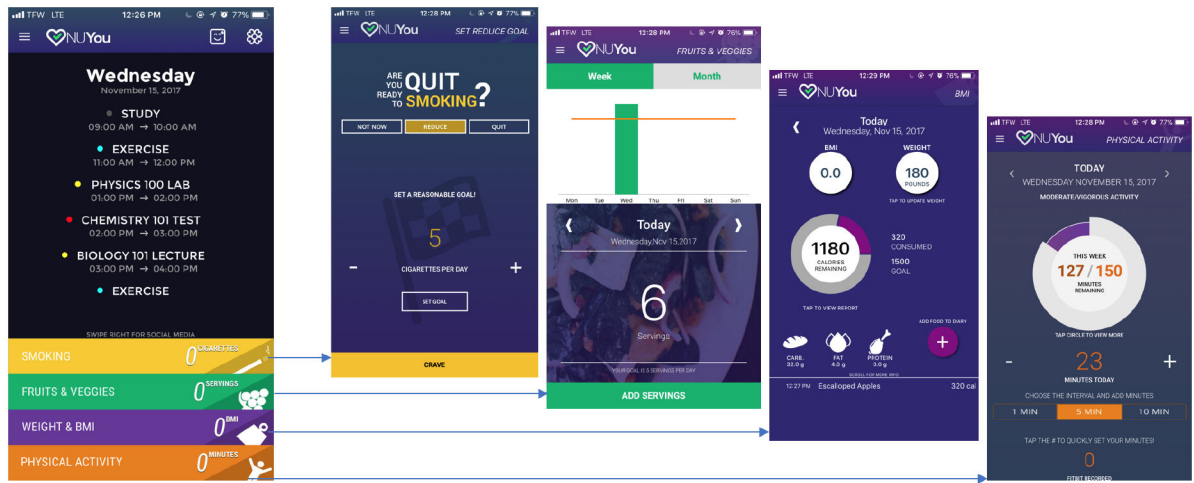 TFW LTE 12:26 PM 77%
NUYou
Wednesday
November 15, 2017
STUDY
09:00 AM → 10:00 AM
EXERCISE
11:00 AM → 12:00 PM
PHYSICS 100 LAB
01:00 PM → 02:00 PM
CHEMISTRY 101 TEST
02:00 PM → 03:00 PM
BIOLOGY 101 LECTURE
03:00 PM → 04:00 PM
EXERCISE
SWIPE RIGHT FOR SOCIAL MEDIA
SMOKING 0 CIGARETTES
FRUITS & VEGGIES 0 SERVINGS
WEIGHT & BMI 0 BMI
PHYSICAL ACTIVITY 0 MINUTES
TFW LTE 12:28 PM 77%
NUYou SET REDUCE GOAL
ARE YOU READY TO QUIT SMOKING?
NOT NOW REDUCE QUIT
SET A REASONABLE GOAL!
5
- CIGARETTES PER DAY +
SET GOAL
CRAVE
TFW LTE 12:28 PM 76%
NUYou FRUITS & VEGGIES
Week Month
Mon Tue Wed Thu Fri Sat Sun
Today
Wednesday,Nov 15,2017
6
Servings
YOUR GOAL IS 5 SERVINGS PER DAY
ADD SERVINGS
TFW LTE 12:29 PM 76%
NUYou BMI
Today
Wednesday, Nov 15, 2017
BMI WEIGHT
0.0 180
POUNDS
TAP TO UPDATE WEIGHT
1180
CALORIES
REMAINING
320
CONSUMED
1500
GOAL
TAP TO VIEW REPORT
ADD FOOD TO DIARY
+
CARB. FAT PROTEIN
32.0 g 4.0 g 3.0 g
SCROLL FOR MORE INFO
12:27 PM Escalloped Apples 320 cal
TFW LTE 12:28 PM 77%
NUYou PHYSICAL ACTIVITY
TODAY
WEDNESDAY NOVEMBER 15, 2017
MODERATE/VIGOROUS ACTIVITY
THIS WEEK
127 / 150
MINUTES
REMAINING
TAP CIRCLE TO VIEW MORE
- 23 +
MINUTES TODAY
CHOOSE THE INTERVAL AND ADD MINUTES
1 MIN 5 MIN 10 MIN
TAP THE # TO QUICKLY SET YOUR MINUTES!
0
FITBIT RECORDED